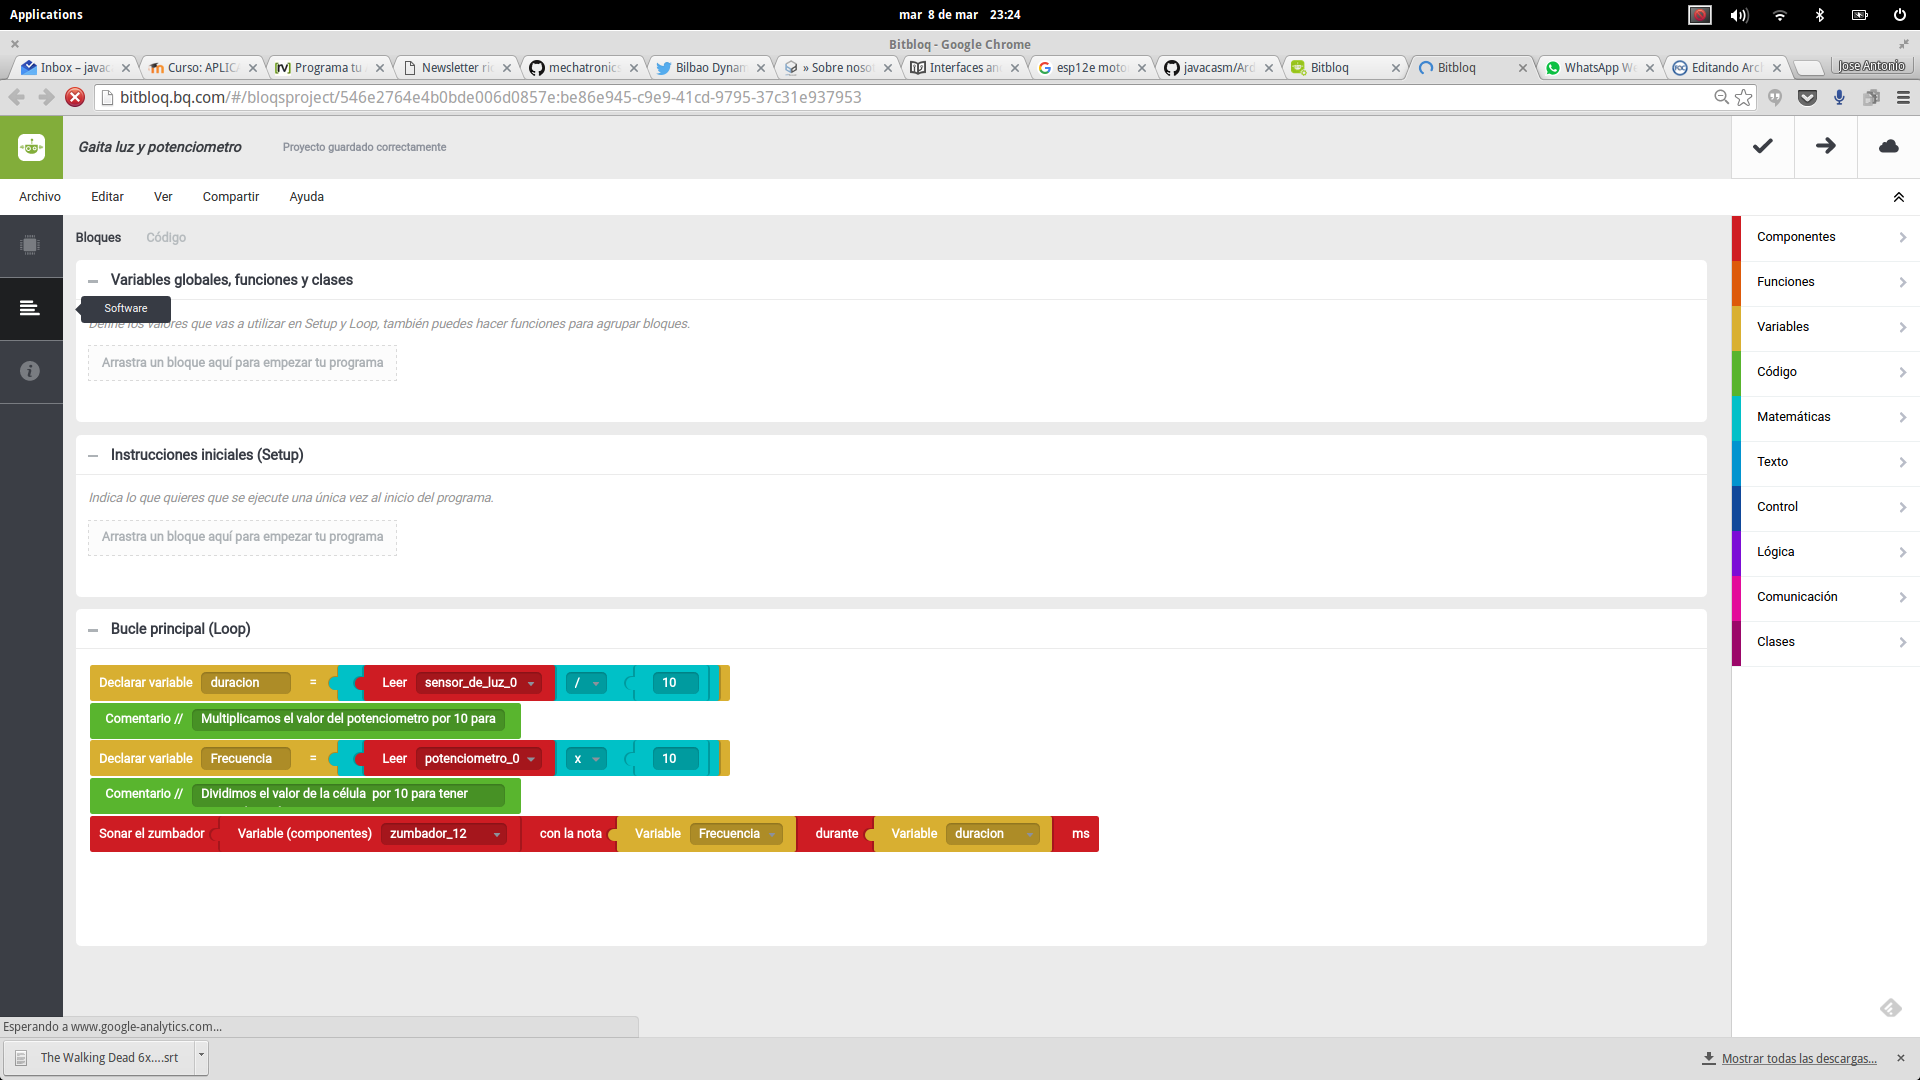 Applications
mar 8 de mar 23:24
Bitbloq - Google Chrome
Inbox – javac
Curso: APLICA
Programa tu
Newsletter ri
mechatronics
Bilbao Dynam
» Sobre noso
Interfaces an
esp12e moto
javacasm/Ard
Bitbloq
Bitbloq
WhatsApp We
Editando Arc
Jose Antonio
bitbloq.bq.com/#/bloqsproject/546e2764e4b0bde006d0857e:be86e945-c9e9-41cd-9795-37c31e937953
Gaita luz y potenciometro
Proyecto guardado correctamente
Archivo
Editar
Ver
Compartir
Ayuda
Bloques
Código
Variables globales, funciones y clases
Software
Define los valores que vas a utilizar en Setup y Loop, también puedes hacer funciones para agrupar bloques.
Arrastra un bloque aquí para empezar tu programa
Instrucciones iniciales (Setup)
Indica lo que quieres que se ejecute una única vez al inicio del programa.
Arrastra un bloque aquí para empezar tu programa
Bucle principal (Loop)
Declarar variable duracion = Leer sensor_de_luz_0 / 10
Comentario // Multiplicamos el valor del potenciometro por 10 para
Declarar variable Frecuencia = Leer potenciometro_0 x 10
Comentario // Dividimos el valor de la célula por 10 para tener
Sonar el zumbador Variable (componentes) zumbador_12 con la nota Variable Frecuencia durante Variable duracion ms
Componentes
Funciones
Variables
Código
Matemáticas
Texto
Control
Lógica
Comunicación
Clases
Esperando a www.google-analytics.com...
The Walking Dead 6x....srt
Mostrar todas las descargas...